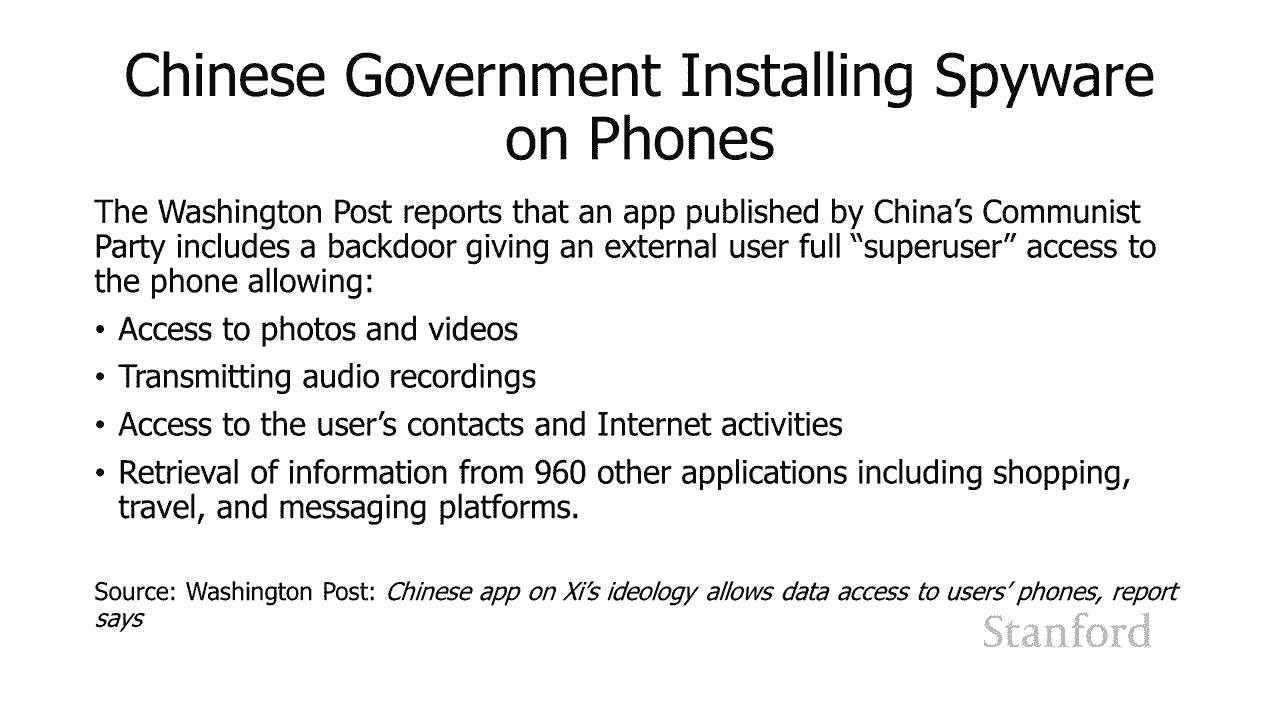 Chinese Government Installing Spyware
on Phones
The Washington Post reports that an app published by China’s Communist
Party includes a backdoor giving an external user full “superuser” access to
the phone allowing:
• Access to photos and videos
• Transmitting audio recordings
• Access to the user’s contacts and Internet activities
• Retrieval of information from 960 other applications including shopping,
travel, and messaging platforms.
Source: Washington Post: Chinese app on Xi’s ideology allows data access to users’ phones, report
says
Stanford